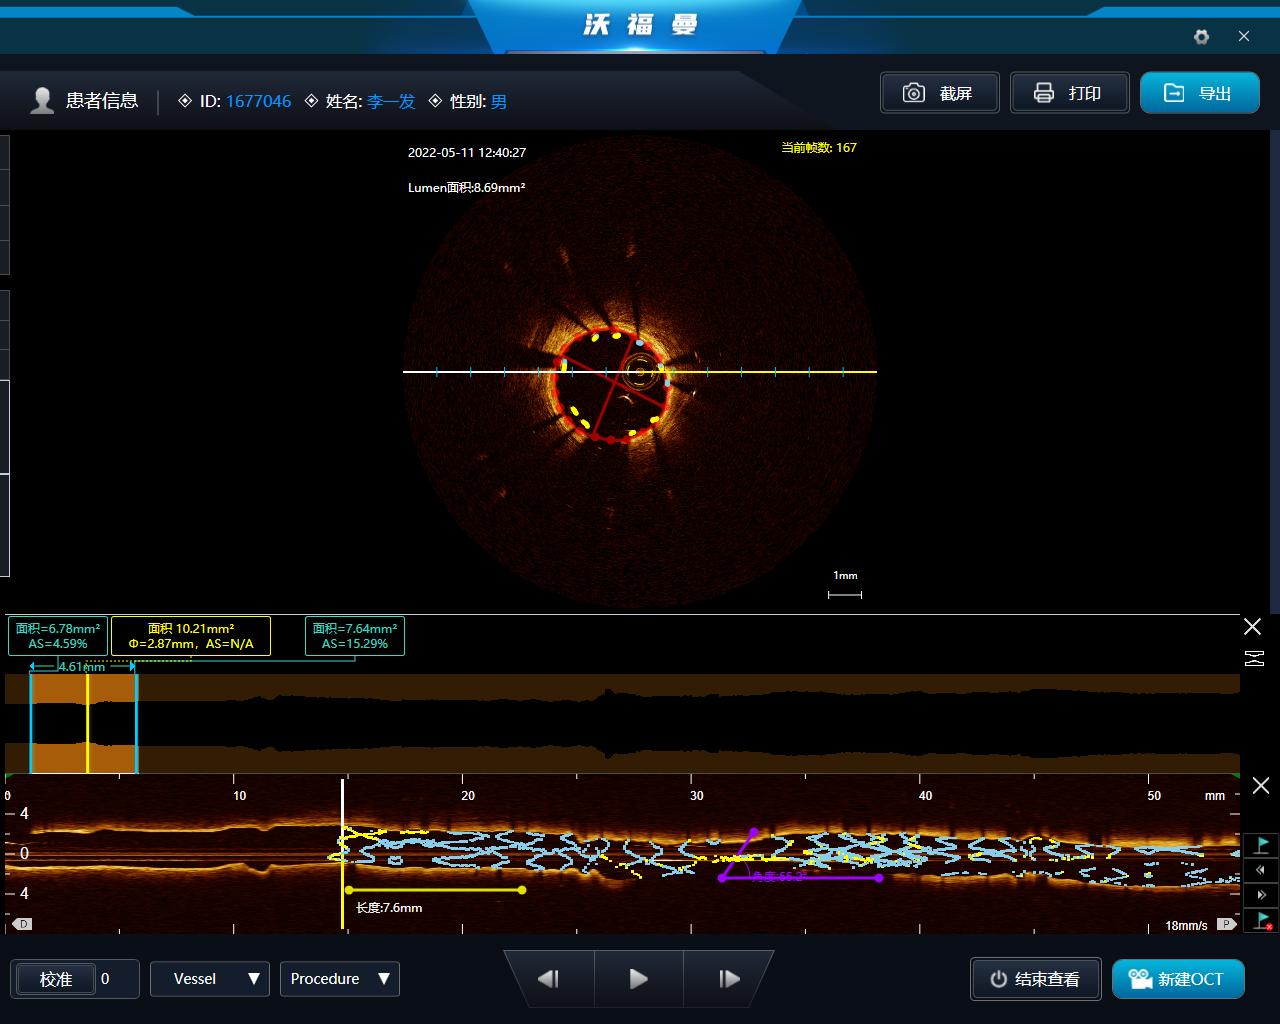 沃福曼
患者信息 ID: 1677046 姓名: 李一发 性别: 男
截屏 打印 导出
2022-05-11 12:40:27
当前帧数: 167
Lumen面积:8.69mm²
1mm
面积=6.78mm² 面积 10.21mm² 面积=7.64mm²
AS=4.59% Φ=2.87mm, AS=N/A AS=15.29%
4.61mm
0 10 20 30 40 50 mm
4
0
4
角度:55.2°
长度:7.6mm
D 18mm/s P
校准 0 Vessel Procedure 结束查看 新建OCT